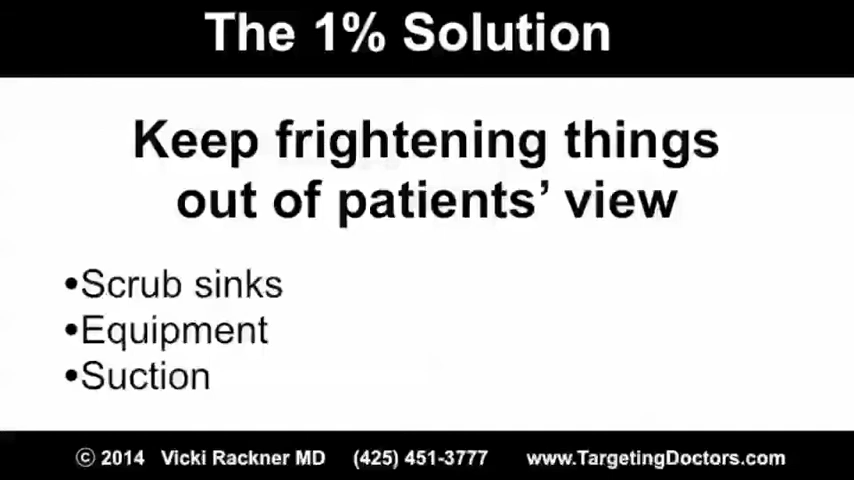 The 1% Solution
Keep frightening things
out of patients’ view
•Scrub sinks
•Equipment
•Suction
© 2014 Vicki Rackner MD (425) 451-3777 www.TargetingDoctors.com